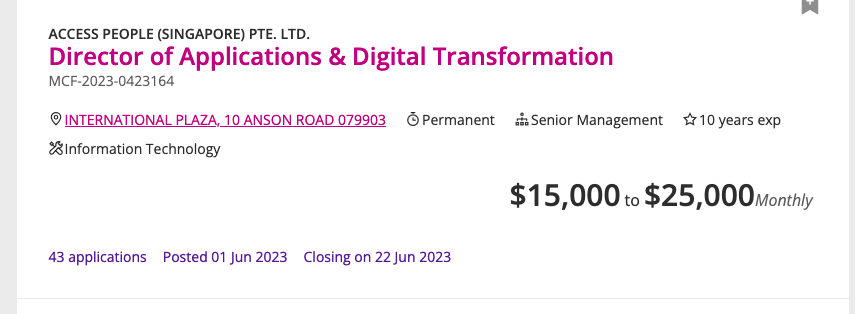 ACCESS PEOPLE (SINGAPORE) PTE. LTD.
Director of Applications & Digital Transformation
MCF-2023-0423164
INTERNATIONAL PLAZA, 10 ANSON ROAD 079903 Permanent Senior Management 10 years exp
Information Technology
$15,000 to $25,000 Monthly
43 applications Posted 01 Jun 2023 Closing on 22 Jun 2023